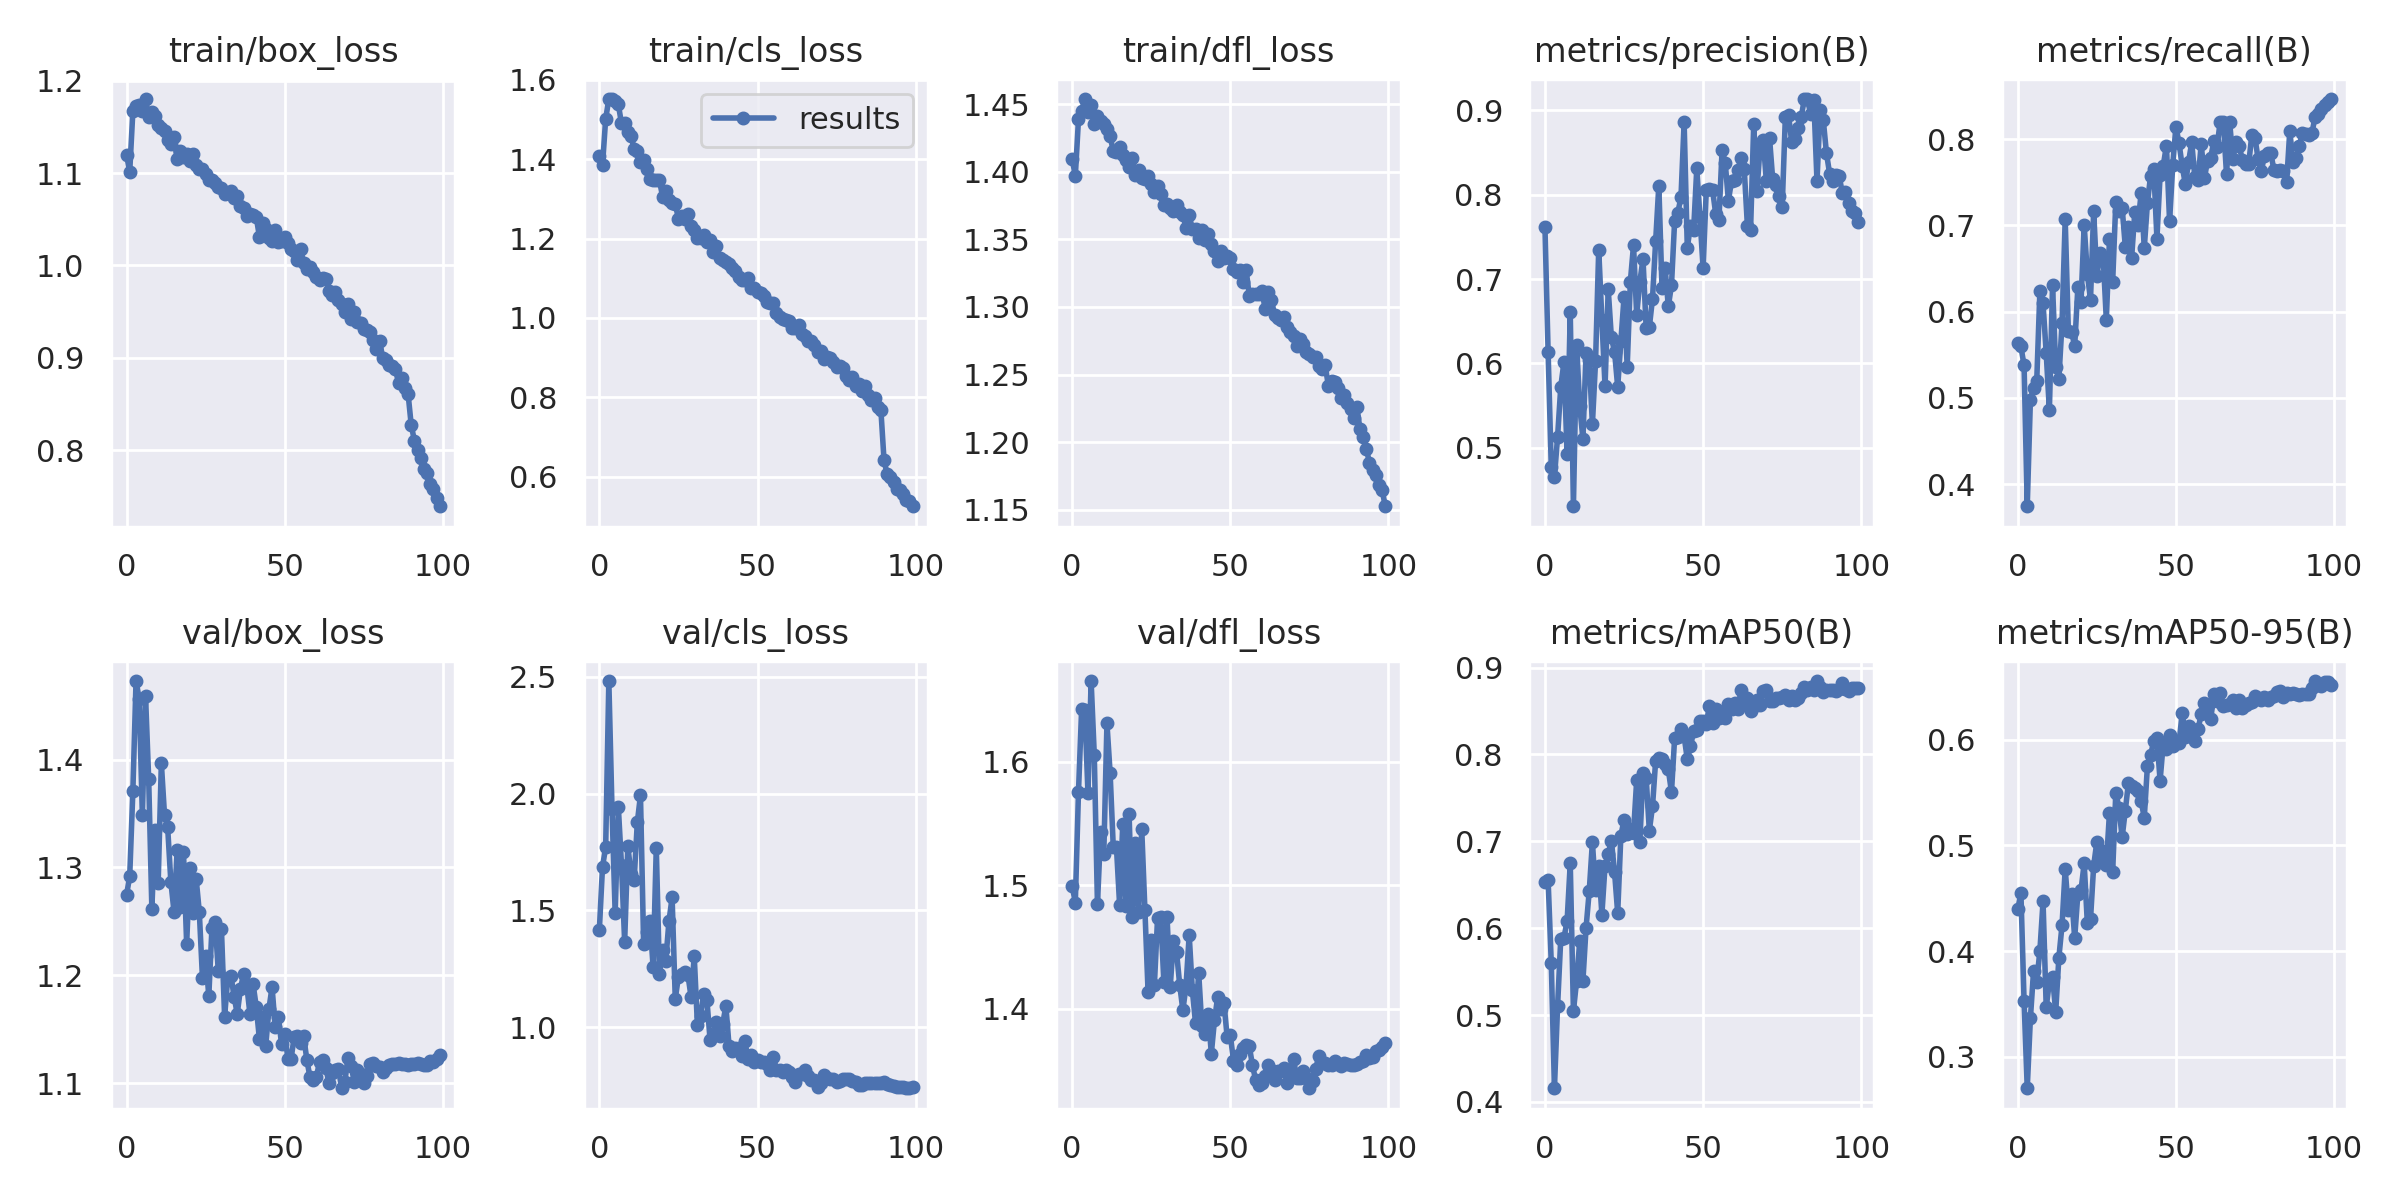 train/box_loss
1.2
1.1
1.0
0.9
0.8
0 50 100
train/cls_loss
results
1.6
1.4
1.2
1.0
0.8
0.6
0 50 100
train/dfl_loss
1.45
1.40
1.35
1.30
1.25
1.20
1.15
0 50 100
metrics/precision(B)
0.9
0.8
0.7
0.6
0.5
0 50 100
metrics/recall(B)
0.8
0.7
0.6
0.5
0.4
0 50 100
val/box_loss
1.4
1.3
1.2
1.1
0 50 100
val/cls_loss
2.5
2.0
1.5
1.0
0 50 100
val/dfl_loss
1.6
1.5
1.4
0 50 100
metrics/mAP50(B)
0.9
0.8
0.7
0.6
0.5
0.4
0 50 100
metrics/mAP50-95(B)
0.6
0.5
0.4
0.3
0 50 100